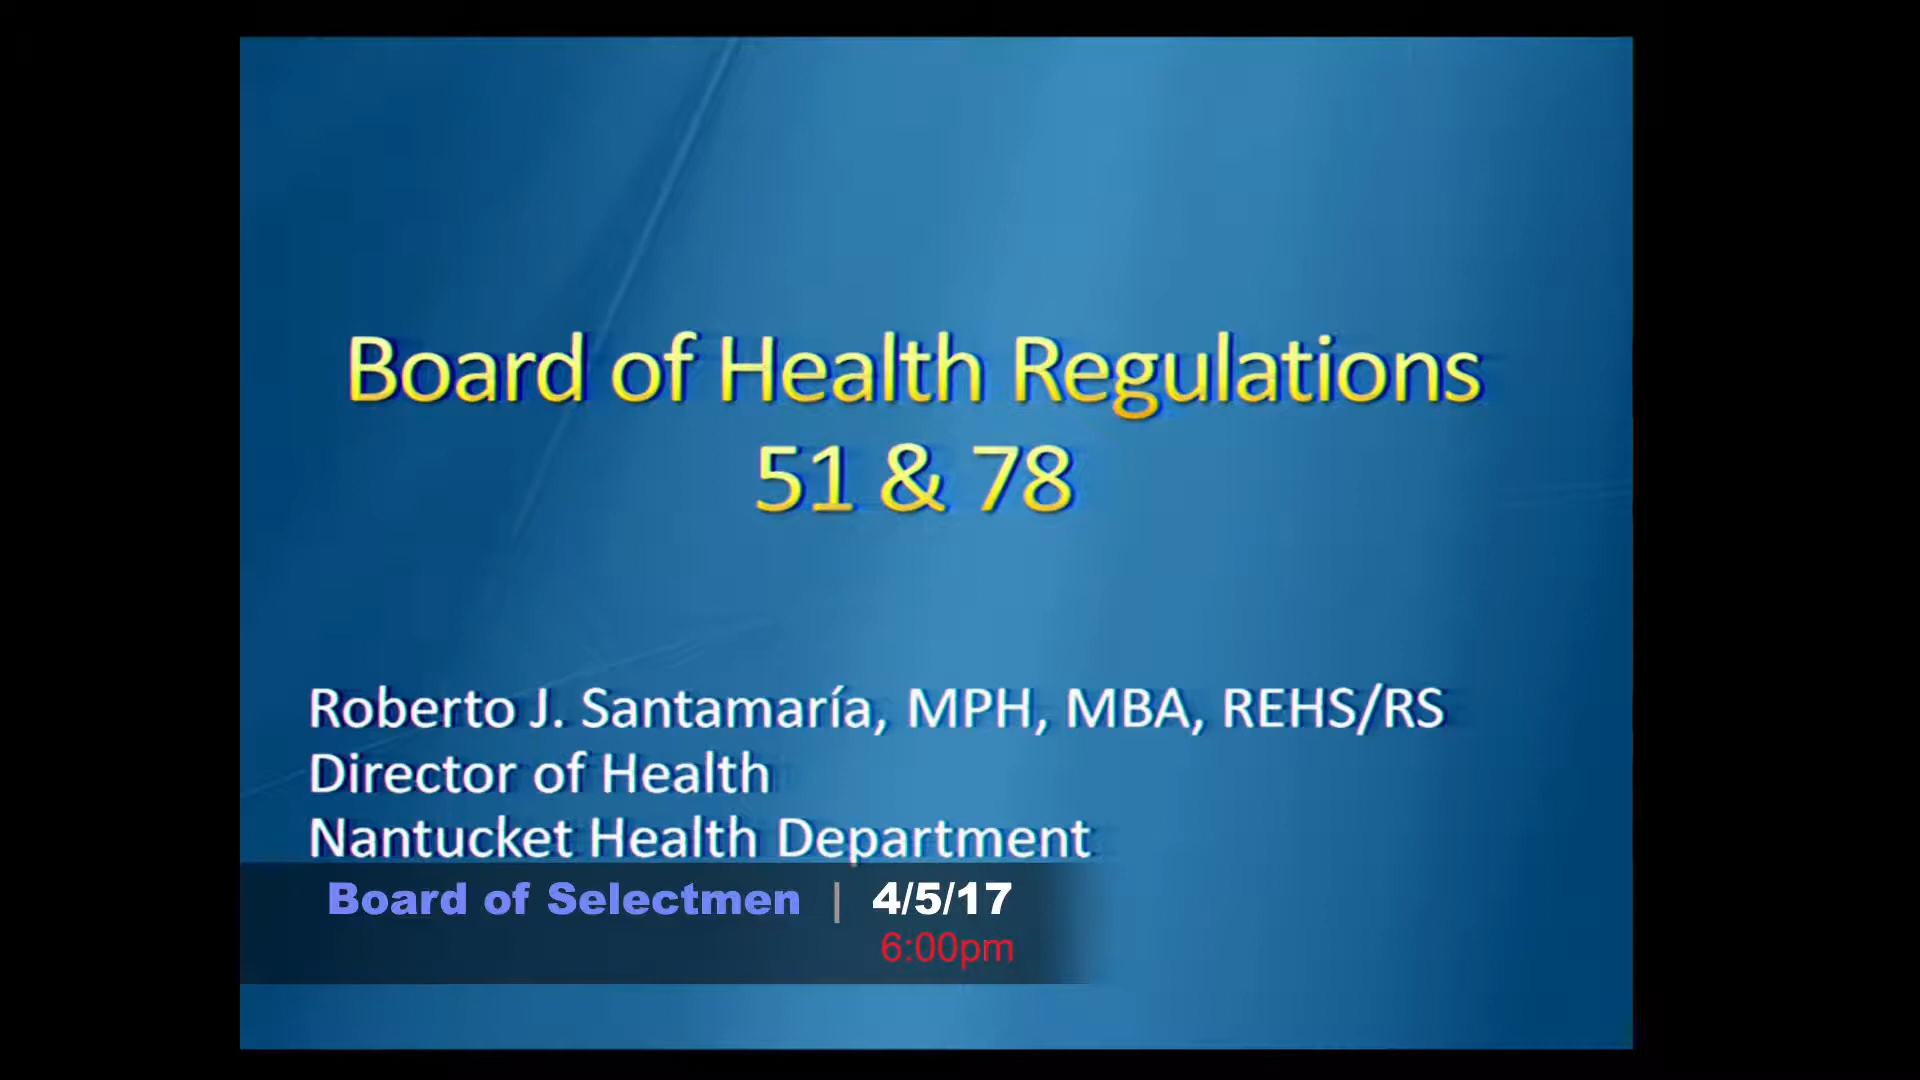 Board of Health Regulations
51 & 78
Roberto J. Santamaría, MPH, MBA, REHS/RS
Director of Health
Nantucket Health Department
Board of Selectmen | 4/5/17
6:00pm